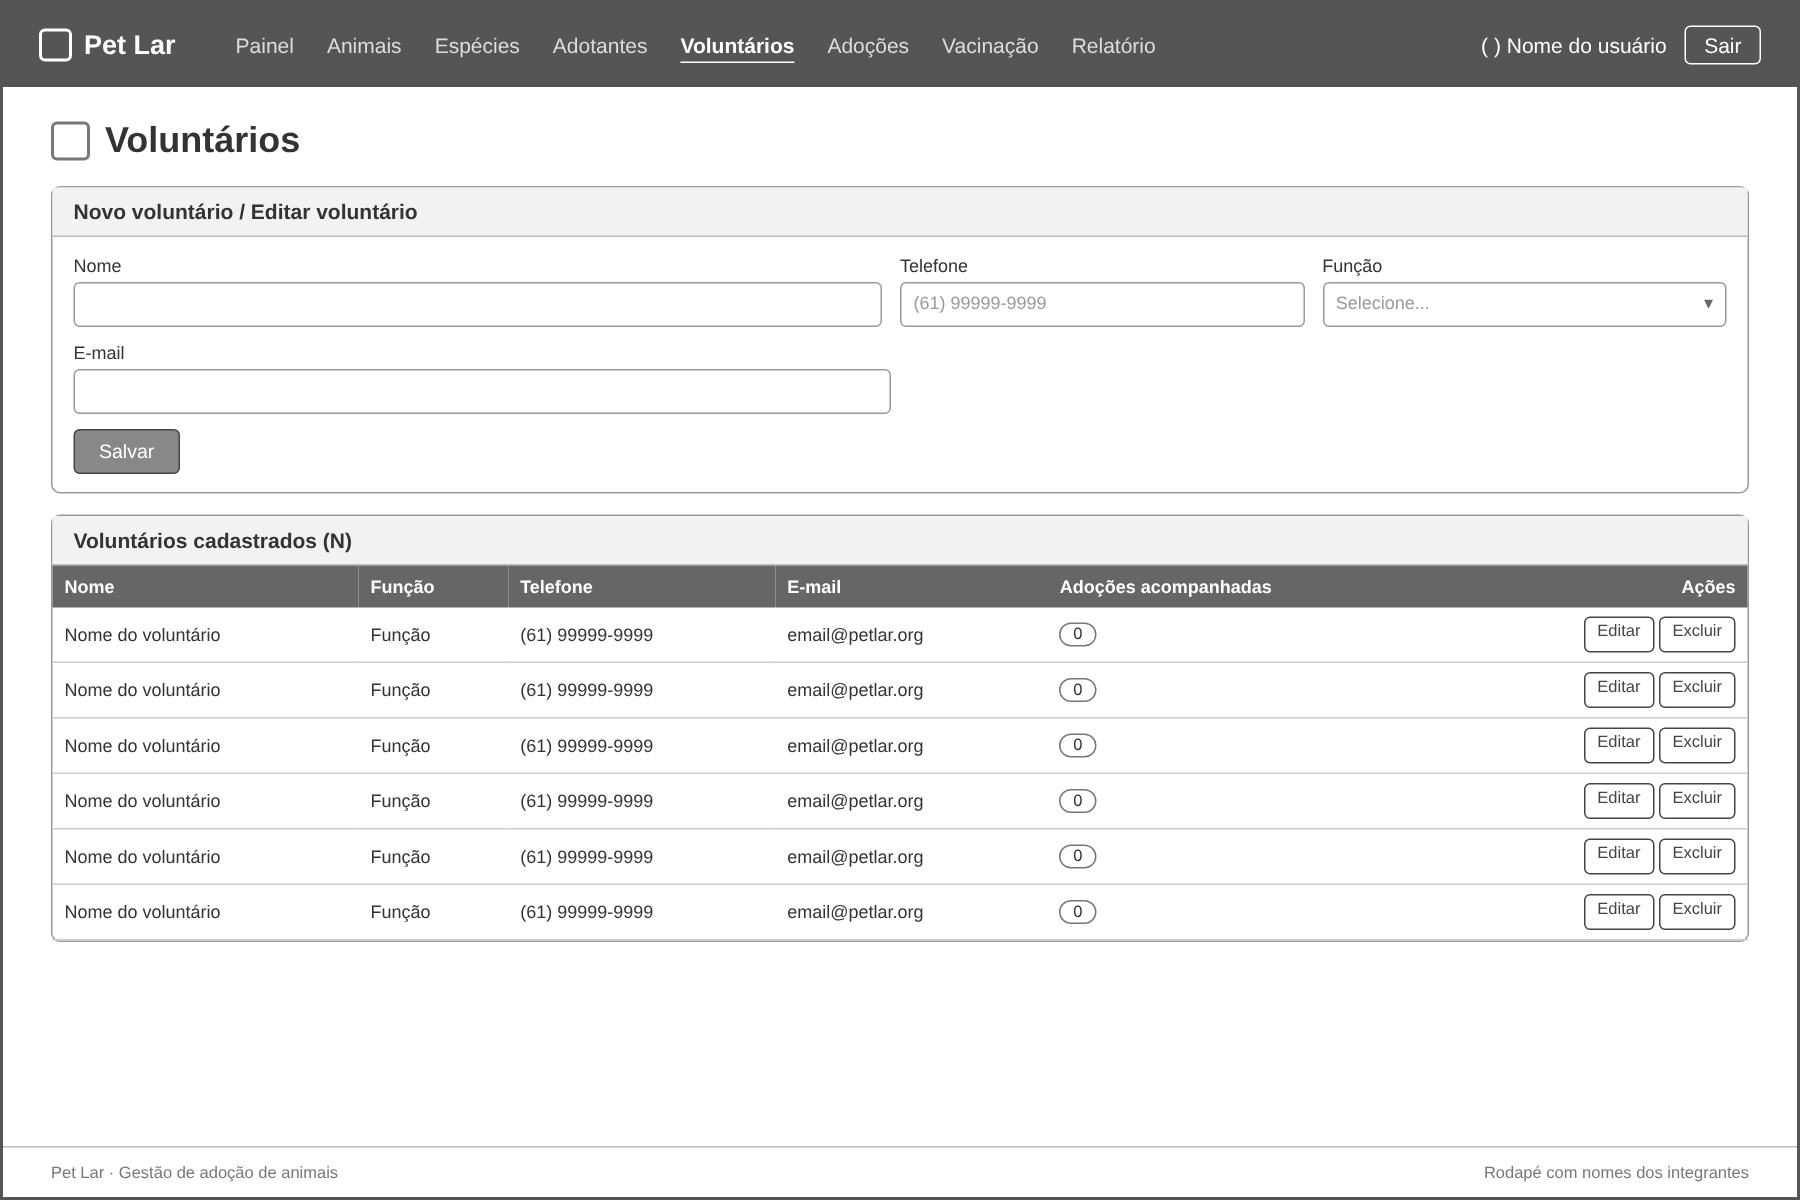 Pet Lar Painel Animais Espécies Adotantes Voluntários Adoções Vacinação Relatório ( ) Nome do usuário Sair
Voluntários
Novo voluntário / Editar voluntário
Nome Telefone Função
(61) 99999-9999 Selecione... ▼
E-mail
Salvar
Voluntários cadastrados (N)
Nome Função Telefone E-mail Adoções acompanhadas Ações
Nome do voluntário Função (61) 99999-9999 email@petlar.org 0 Editar Excluir
Nome do voluntário Função (61) 99999-9999 email@petlar.org 0 Editar Excluir
Nome do voluntário Função (61) 99999-9999 email@petlar.org 0 Editar Excluir
Nome do voluntário Função (61) 99999-9999 email@petlar.org 0 Editar Excluir
Nome do voluntário Função (61) 99999-9999 email@petlar.org 0 Editar Excluir
Nome do voluntário Função (61) 99999-9999 email@petlar.org 0 Editar Excluir
Pet Lar · Gestão de adoção de animais Rodapé com nomes dos integrantes